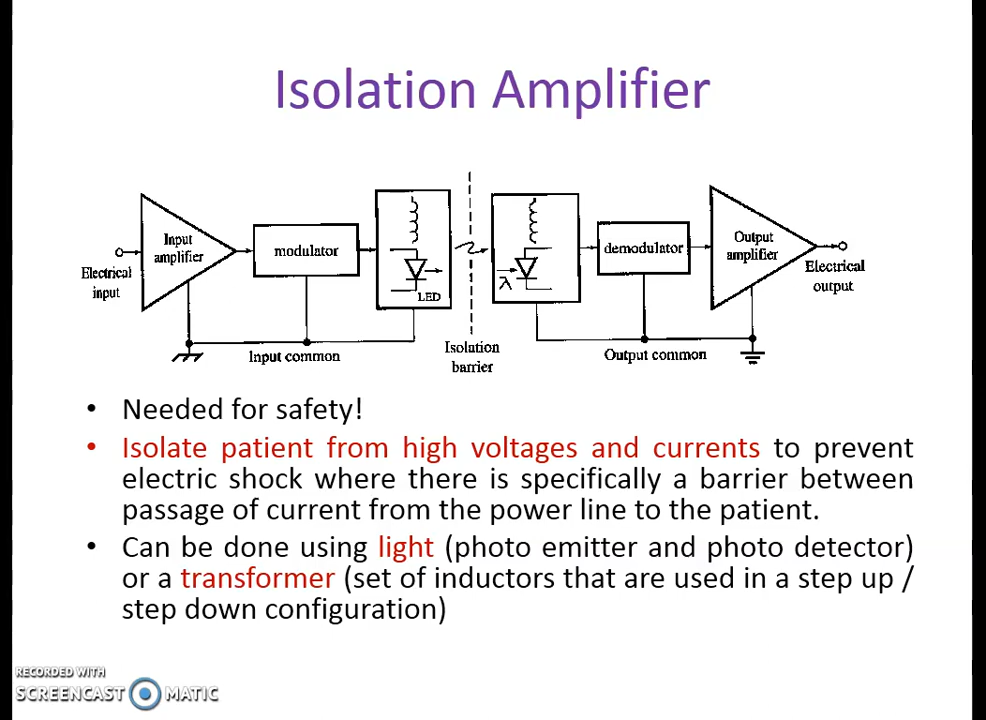 Isolation Amplifier
Input
amplifier
modulator
LED
λ
demodulator
Output
amplifier
Electrical
input
Electrical
output
Input common
Isolation
barrier
Output common
• Needed for safety!
• Isolate patient from high voltages and currents to prevent
electric shock where there is specifically a barrier between
passage of current from the power line to the patient.
• Can be done using light (photo emitter and photo detector)
or a transformer (set of inductors that are used in a step up /
step down configuration)
RECORDED WITH
SCREENCAST MATIC